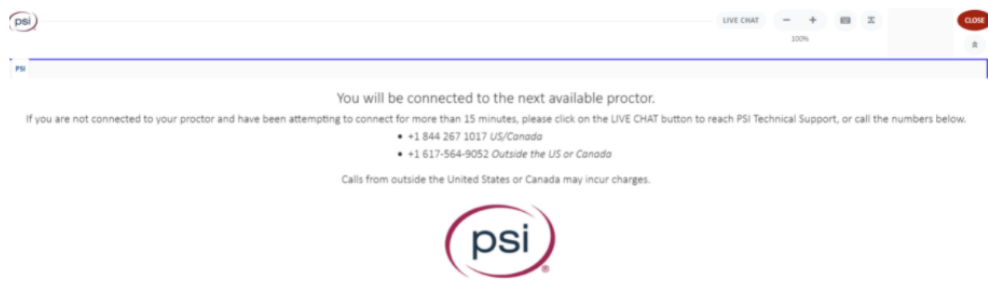 psi
LIVE CHAT - +
100%
CLOSE
PSI
You will be connected to the next available proctor.
If you are not connected to your proctor and have been attempting to connect for more than 15 minutes, please click on the LIVE CHAT button to reach PSI Technical Support, or call the numbers below.
• +1 844 267 1017 US/Canada
• +1 617-564-9052 Outside the US or Canada
Calls from outside the United States or Canada may incur charges.
psi®